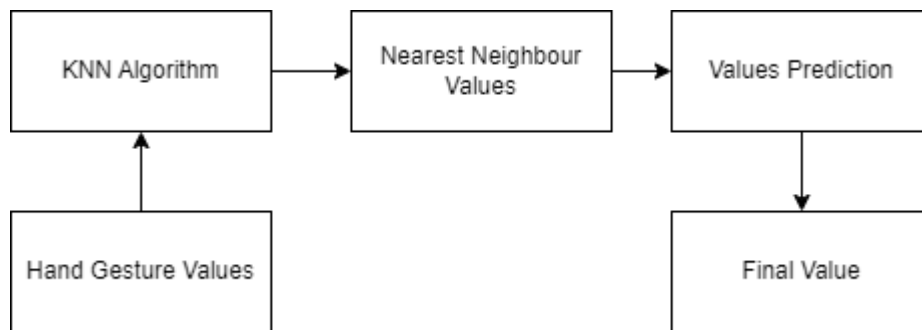 KNN Algorithm
Nearest Neighbour
Values
Values Prediction
Hand Gesture Values
Final Value